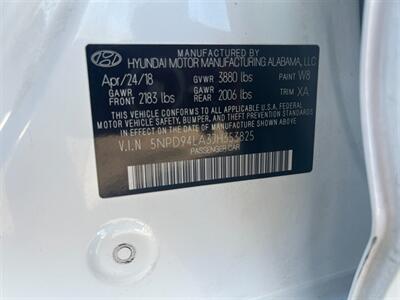 MANUFACTURED BY
HYUNDAI MOTOR MANUFACTURING ALABAMA, LLC
Apr/24/18 GVWR 3880 lbs PAINT W8
GAWR FRONT 2183 lbs GAWR REAR 2006 lbs TRIM XA
THIS VEHICLE CONFORMS TO ALL APPLICABLE U.S.A. FEDERAL
MOTOR VEHICLE SAFETY, BUMPER, AND THEFT PREVENTION STANDARDS
IN EFFECT ON THE DATE OF MANUFACTURE SHOWN ABOVE.
V.I.N 5NPD94LA3JH353825
PASSENGER CAR